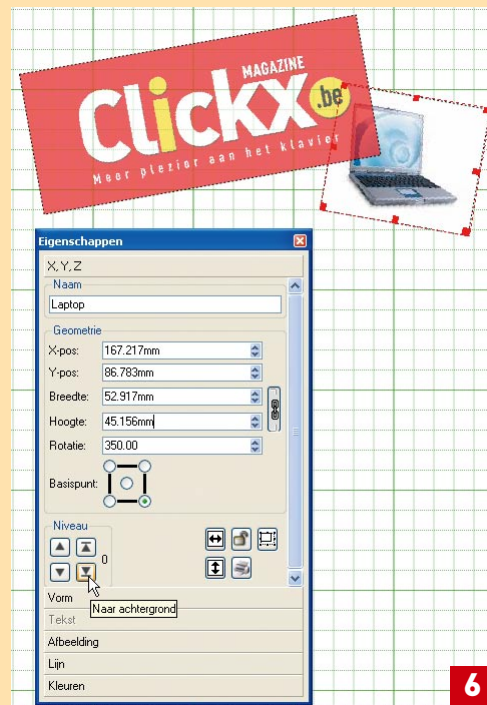 MAGAZINE
Clickx.be
Meer plezier aan het klavier
Eigenschappen
X, Y, Z
Naam
Laptop
Geometrie
X-pos: 167.217mm
Y-pos: 86.783mm
Breedte: 52.917mm
Hoogte: 45.156mm
Rotatie: 350.00
Basispunt:
Niveau
0
Naar achtergrond
Vorm
Tekst
Afbeelding
Lijn
Kleuren
6